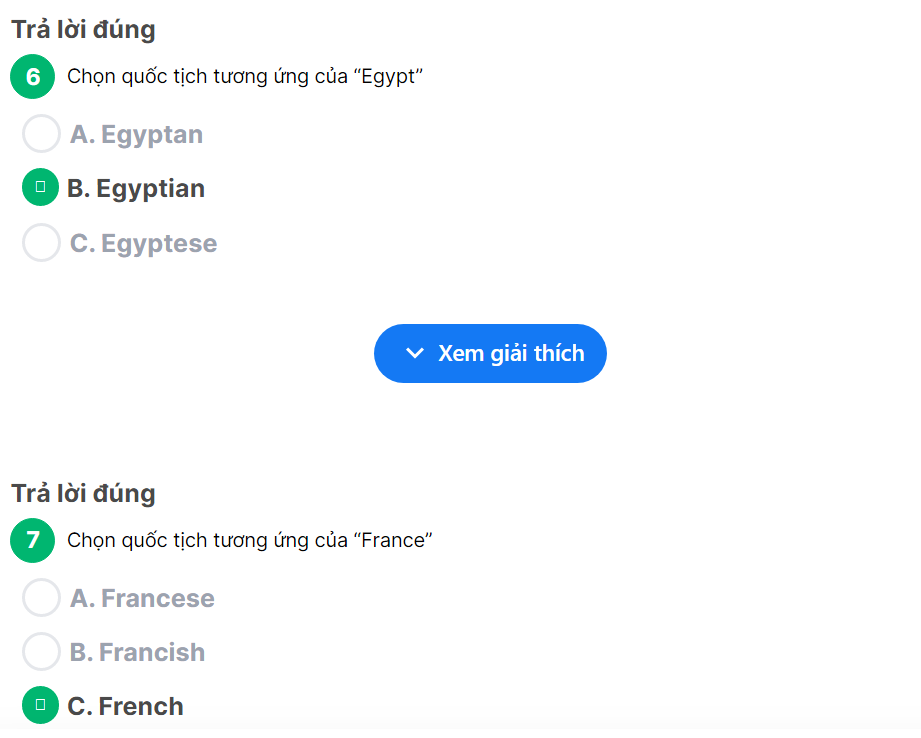 Trả lời đúng
6 Chọn quốc tịch tương ứng của “Egypt”
A. Egyptan
B. Egyptian
C. Egyptese
Xem giải thích
Trả lời đúng
7 Chọn quốc tịch tương ứng của “France”
A. Francese
B. Francish
C. French